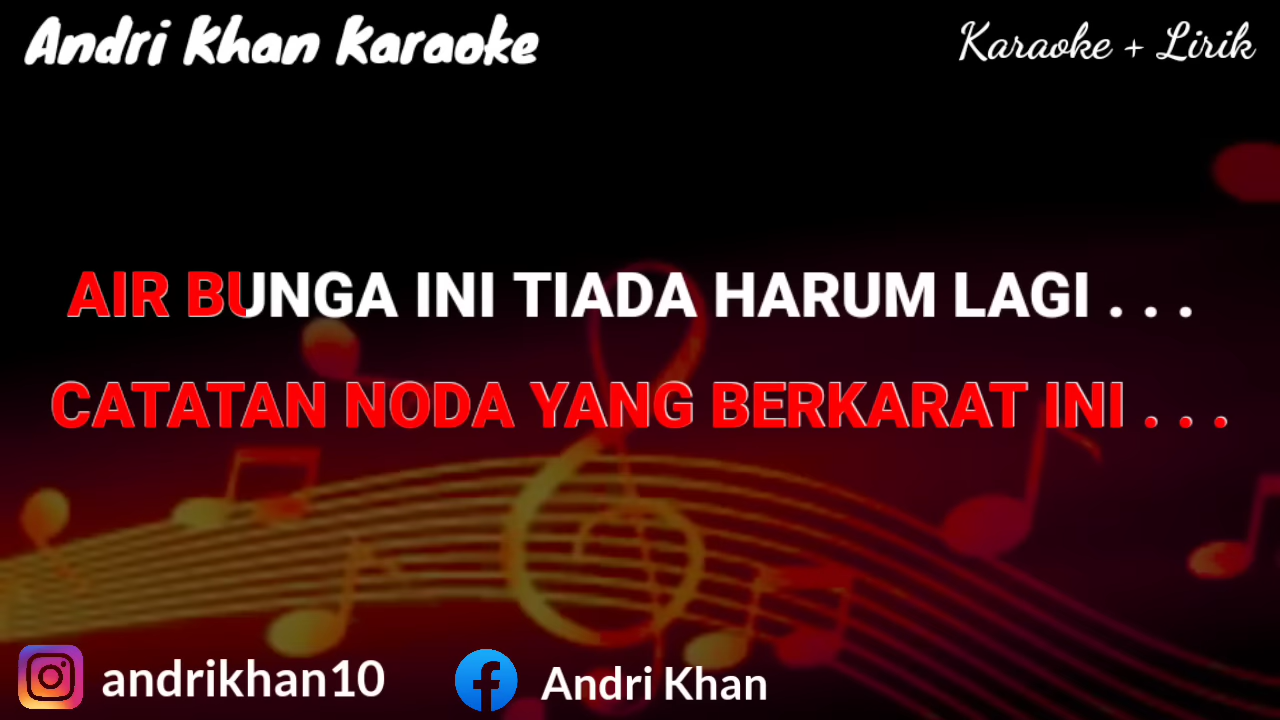 Andri Khan Karaoke
Karaoke + Lirik
AIR BUNGA INI TIADA HARUM LAGI . . .
CATATAN NODA YANG BERKARAT INI . . .
andrikhan10
Andri Khan